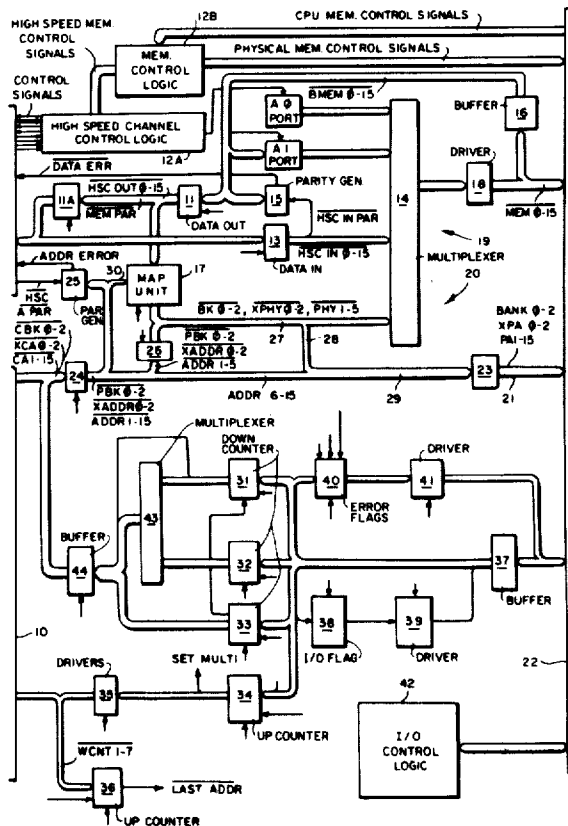 12B
CPU MEM. CONTROL SIGNALS
HIGH SPEED MEM.
CONTROL
SIGNALS
MEM.
CONTROL
LOGIC
PHYSICAL MEM. CONTROL SIGNALS
CONTROL
SIGNALS
BMEM 0-15
BUFFER
16
HIGH SPEED CHANNEL
CONTROL LOGIC
12A
A 0
PORT
A 1
PORT
DATA ERR
DRIVER
18
HSC OUT 0-15
PARITY GEN
11A
11
15
14
MEM PAR
DATA OUT
HSC IN PAR
MEM 0-15
19
13
HSC IN 0-15
MULTIPLEXER
ADDR ERROR
30
MAP
UNIT
17
DATA IN
20
25
HSC
A PAR
PAR
GEN
BK 0-2, XPHY 0-2, PHY 1-5
BANK 0-2
XPA 0-2
PA 1-15
CBK 0-2
XCA 0-2
CA 1-15
26
PBK 0-2
XADDR 0-2
ADDR 1-5
27
28
24
23
PBK 0-2
XADDR 0-2
ADDR 1-15
ADDR 6-15
29
21
MULTIPLEXER
DOWN
COUNTER
DRIVER
43
31
40
41
ERROR
FLAGS
BUFFER
44
32
37
BUFFER
33
38
39
10
I/O FLAG
DRIVER
22
DRIVERS
SET MULTI
35
34
42
UP COUNTER
I/O
CONTROL
LOGIC
WCNT 1-7
36
LAST ADDR
UP COUNTER